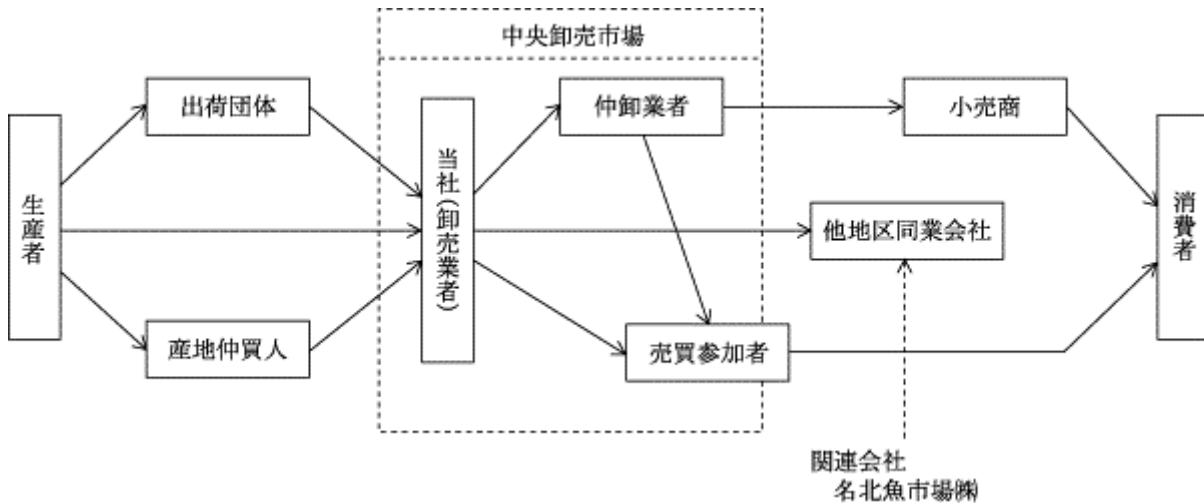 中央卸売市場
出荷団体
仲卸業者
小売商
生産者
当社(卸売業者)
他地区同業会社
消費者
産地仲買人
売買参加者
関連会社
名北魚市場㈱